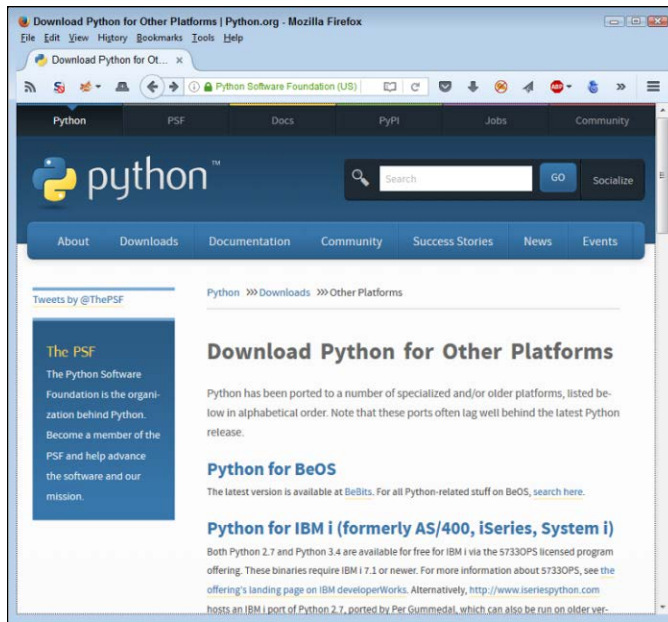 Download Python for Other Platforms | Python.org - Mozilla Firefox
File Edit View History Bookmarks Tools Help
Download Python for Ot... ×
Python Software Foundation (US)
Python PSF Docs PyPI Jobs Community
python™
Search GO Socialize
About Downloads Documentation Community Success Stories News Events
Tweets by @ThePSF
The PSF
The Python Software
Foundation is the organi-
zation behind Python.
Become a member of the
PSF and help advance
the software and our
mission.
Python >>> Downloads >>> Other Platforms
Download Python for Other Platforms
Python has been ported to a number of specialized and/or older platforms, listed be-
low in alphabetical order. Note that these ports often lag well behind the latest Python
release.
Python for BeOS
The latest version is available at BeBits. For all Python-related stuff on BeOS, search here.
Python for IBM i (formerly AS/400, iSeries, System i)
Both Python 2.7 and Python 3.4 are available for free for IBM i via the 5733OPS licensed program
offering. These binaries require IBM i 7.1 or newer. For more information about 5733OPS, see the
offering's landing page on IBM developerWorks. Alternatively, http://www.iseriespython.com
hosts an IBM i port of Python 2.7, ported by Per Gummedal, which can also be run on older ver-